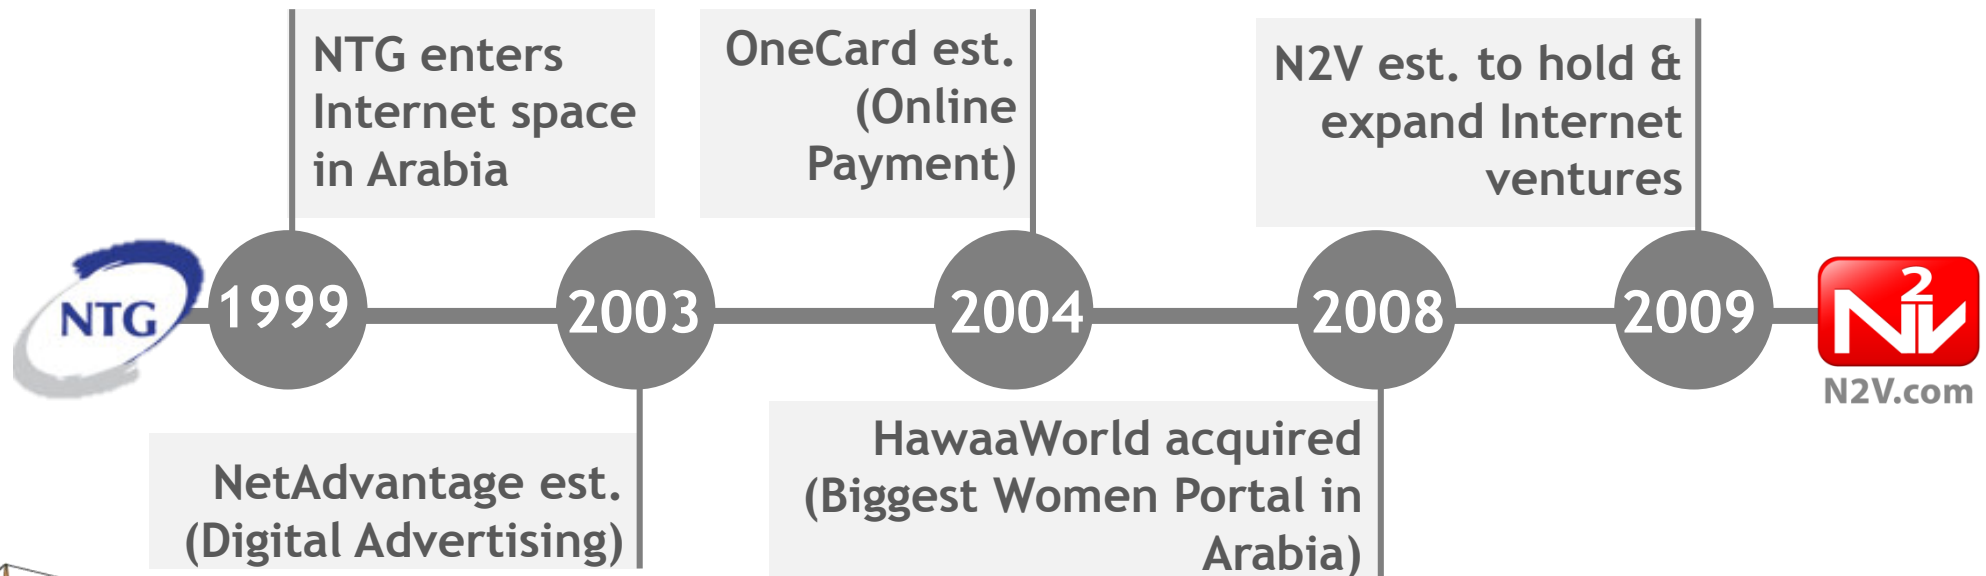 NTG enters
Internet space
in Arabia
OneCard est.
(Online
Payment)
N2V est. to hold &
expand Internet
ventures
NTG
1999
2003
2004
2008
2009
N2V
N2V.com
NetAdvantage est.
(Digital Advertising)
HawaaWorld acquired
(Biggest Women Portal in
Arabia)